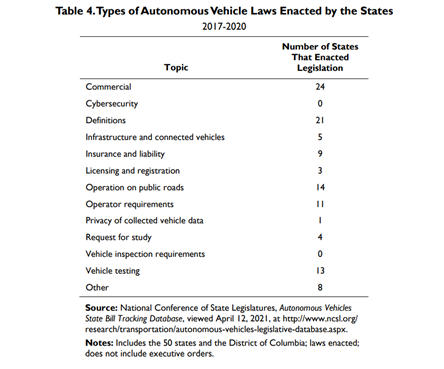 Table 4. Types of Autonomous Vehicle Laws Enacted by the States
2017-2020
Number of States
That Enacted
Topic Legislation
Commercial 24
Cybersecurity 0
Definitions 21
Infrastructure and connected vehicles 5
Insurance and liability 9
Licensing and registration 3
Operation on public roads 14
Operator requirements 11
Privacy of collected vehicle data 1
Request for study 4
Vehicle inspection requirements 0
Vehicle testing 13
Other 8
Source: National Conference of State Legislatures, Autonomous Vehicles
State Bill Tracking Database, viewed April 12, 2021, at http://www.ncsl.org/
research/transportation/autonomous-vehicles-legislative-database.aspx.
Notes: Includes the 50 states and the District of Columbia; laws enacted;
does not include executive orders.